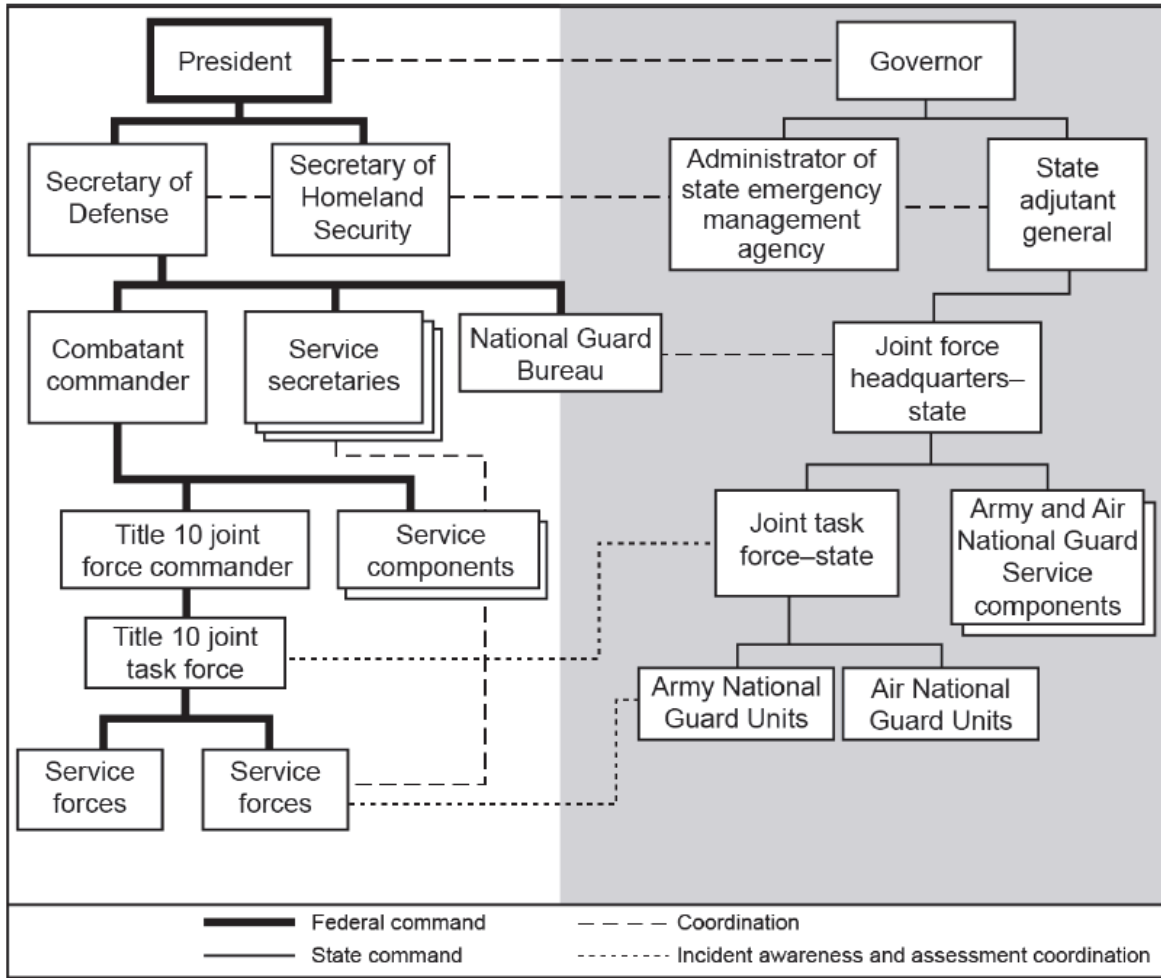 President
Governor
Secretary of
Defense
Secretary of
Homeland
Security
Administrator of
state emergency
management
agency
State
adjutant
general
Combatant
commander
Service
secretaries
National Guard
Bureau
Joint force
headquarters–
state
Title 10 joint
force commander
Service
components
Joint task
force–state
Army and Air
National Guard
Service
components
Title 10 joint
task force
Army National
Guard Units
Air National
Guard Units
Service
forces
Service
forces
Federal command
Coordination
State command
Incident awareness and assessment coordination